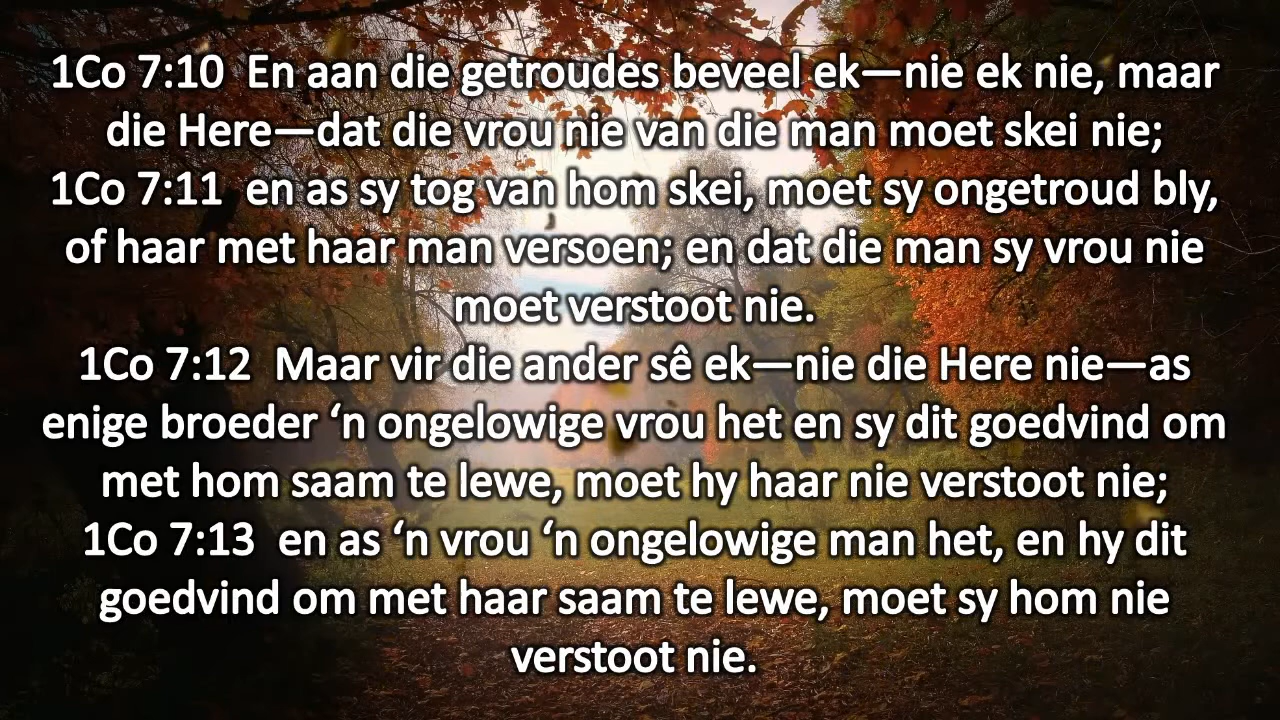 1Co 7:10  En aan die getroudes beveel ek—nie ek nie, maar
die Here—dat die vrou nie van die man moet skei nie;
1Co 7:11  en as sy tog van hom skei, moet sy ongetroud bly,
of haar met haar man versoen; en dat die man sy vrou nie
moet verstoot nie.
1Co 7:12  Maar vir die ander sê ek—nie die Here nie—as
enige broeder ‘n ongelowige vrou het en sy dit goedvind om
met hom saam te lewe, moet hy haar nie verstoot nie;
1Co 7:13  en as ‘n vrou ‘n ongelowige man het, en hy dit
goedvind om met haar saam te lewe, moet sy hom nie
verstoot nie.